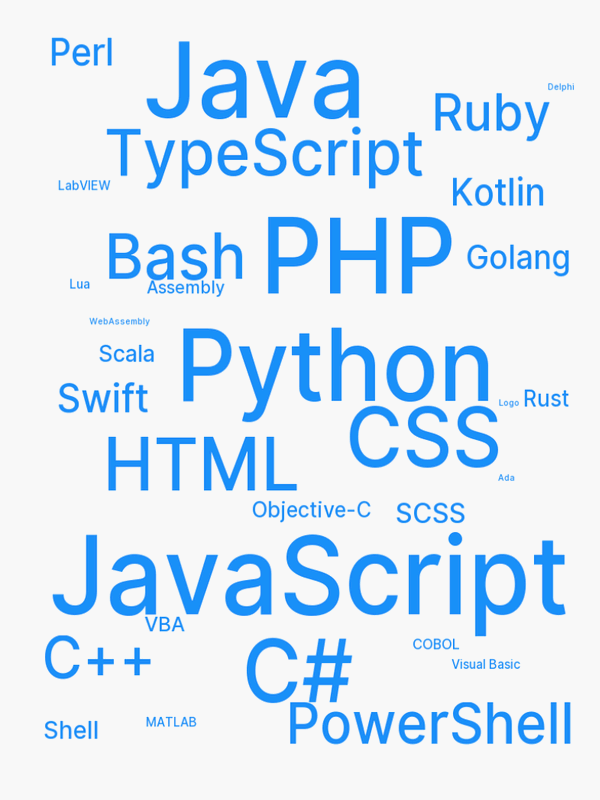 Perl
Java
Delphi
Ruby
TypeScript
LabVIEW
Kotlin
Bash
PHP
Golang
Lua
Assembly
WebAssembly
Scala
Python
Swift
Logo
Rust
CSS
HTML
Ada
Objective-C
SCSS
JavaScript
VBA
C++
C#
COBOL
Visual Basic
PowerShell
Shell
MATLAB